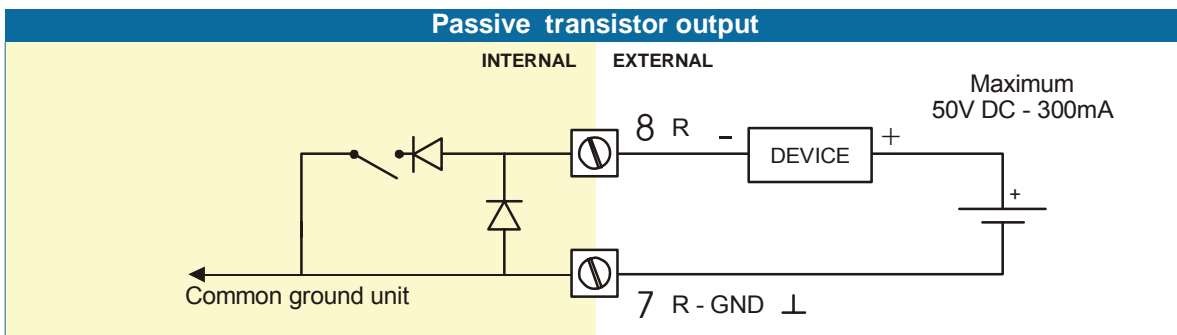 Passive transistor output
INTERNAL EXTERNAL
Maximum
50V DC - 300mA
8 R - DEVICE +
+
Common ground unit
7 R - GND ⊥